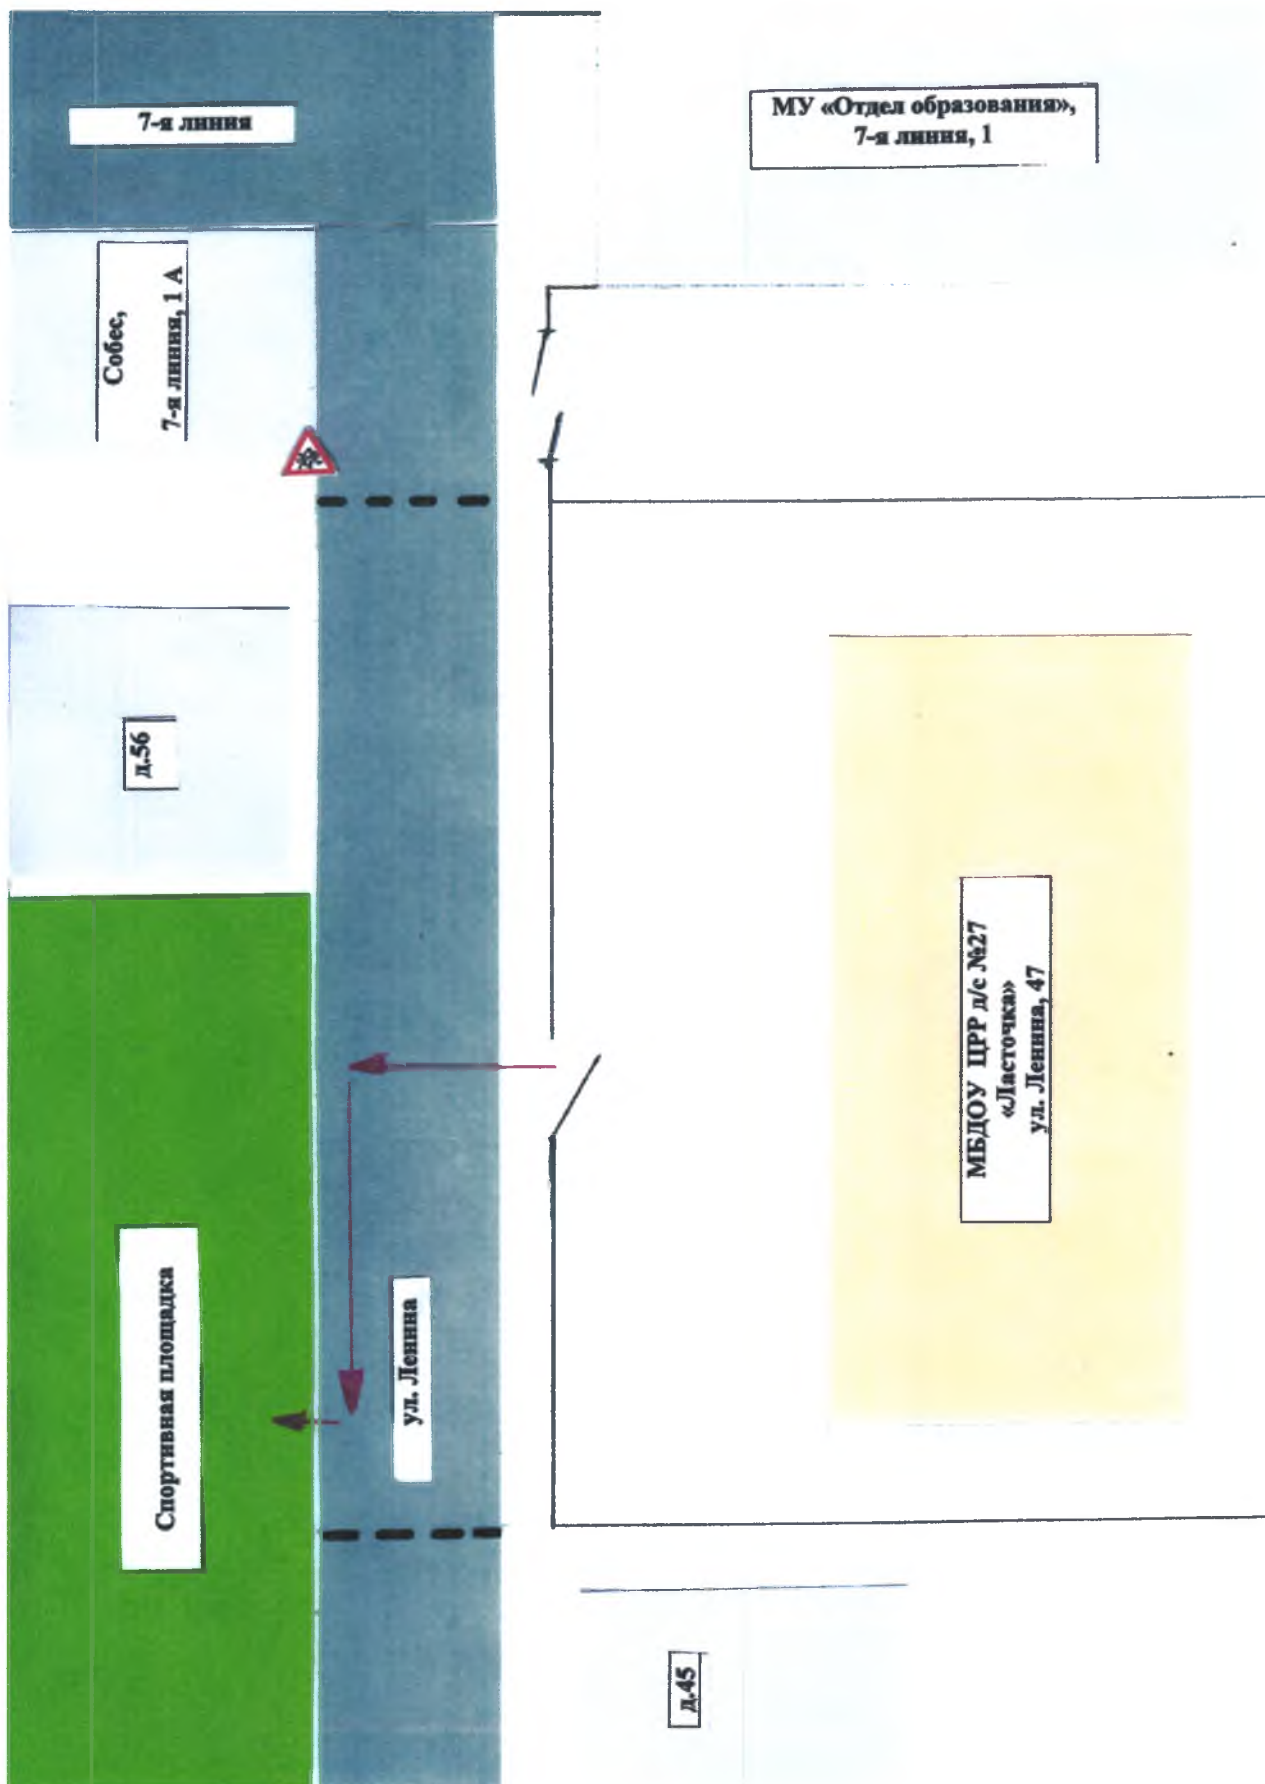 7-я линия
МУ «Отдел образования»,
7-я линия, 1
Собес,
7-я линия, 1 А
д.56
МБДОУ ЦРР д/с №27
«Ласточка»
ул. Ленина, 47
Спортивная площадка
ул. Ленина
д.45